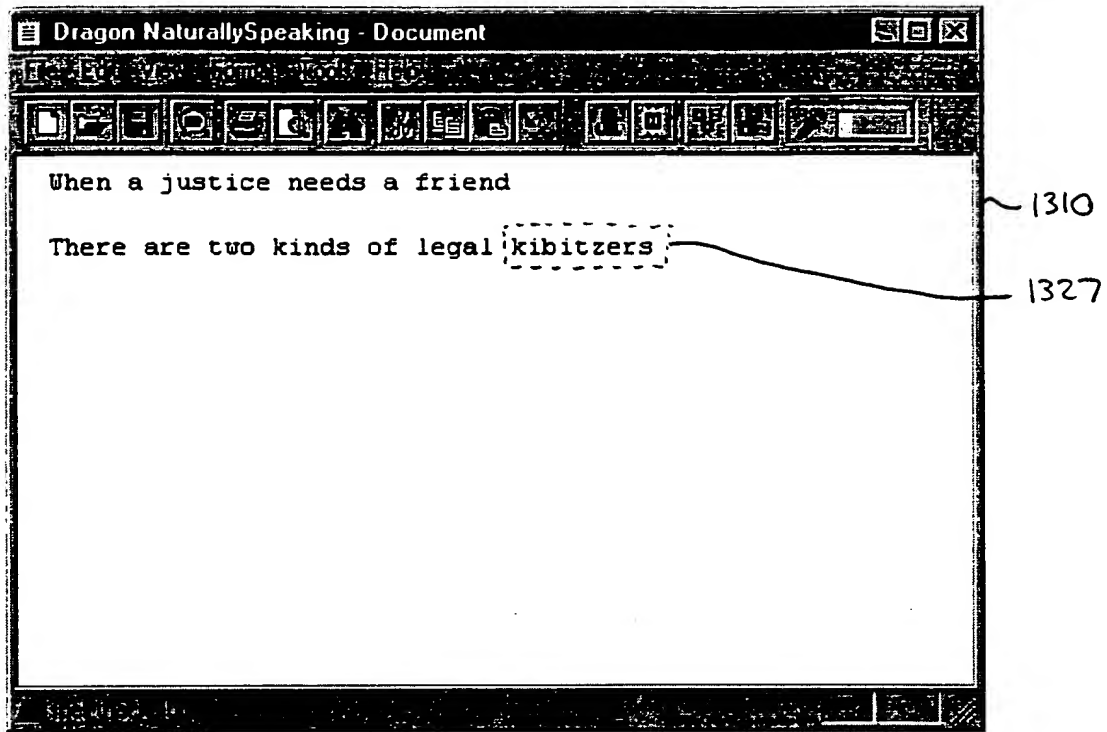 Dragon NaturallySpeaking - Document
When a justice needs a friend
1310
There are two kinds of legal kibitzers
1327